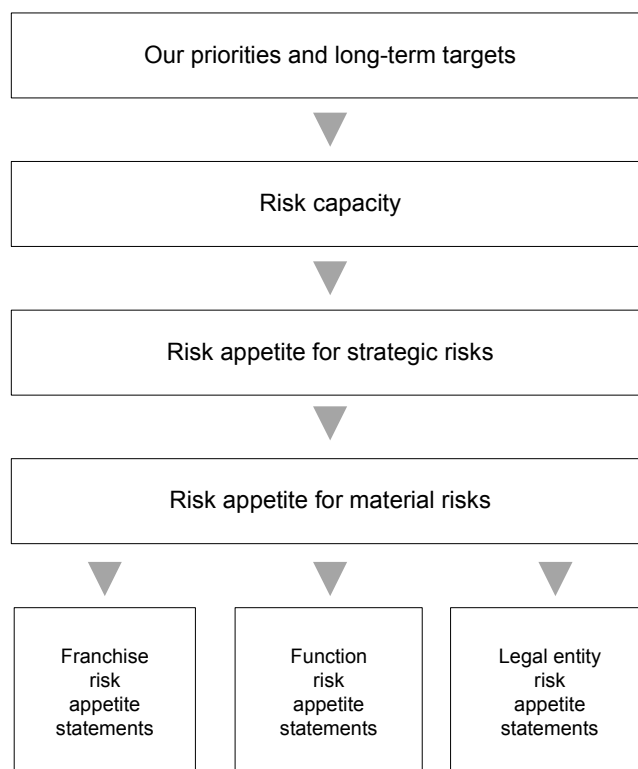 Our priorities and long-term targets
Risk capacity
Risk appetite for strategic risks
Risk appetite for material risks
Franchise
risk
appetite
statements
Function
risk
appetite
statements
Legal entity
risk
appetite
statements